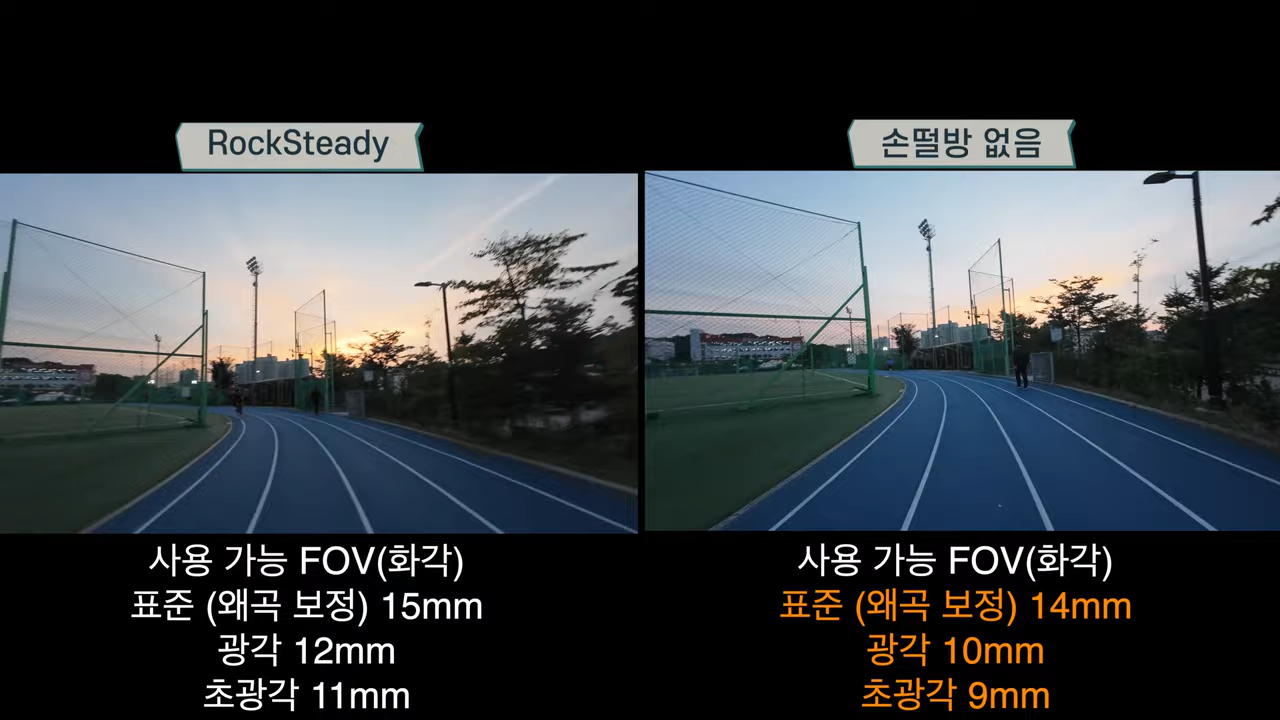 RockSteady
손떨방 없음
사용 가능 FOV(화각)
표준 (왜곡 보정) 15mm
광각 12mm
초광각 11mm
사용 가능 FOV(화각)
표준 (왜곡 보정) 14mm
광각 10mm
초광각 9mm